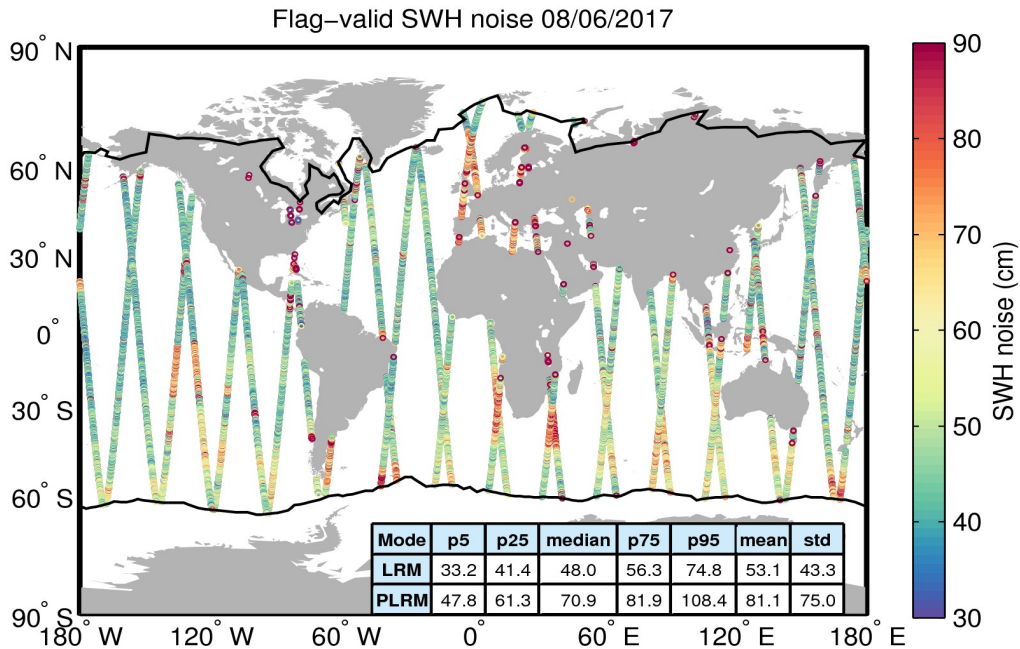 Flag−valid SWH noise 08/06/2017
90° N
60° N
30° N
0°
30° S
60° S
90° S
180° W
120° W
60° W
0°
60° E
120° E
180° E
90
80
70
60
50
40
30
SWH noise (cm)
Mode p5 p25 median p75 p95 mean std
LRM 33.2 41.4 48.0 56.3 74.8 53.1 43.3
PLRM 47.8 61.3 70.9 81.9 108.4 81.1 75.0